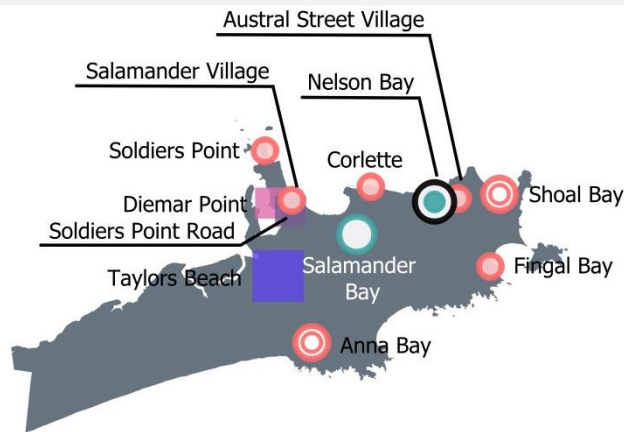 Austral Street Village
Salamander Village
Nelson Bay
Soldiers Point
Corlette
Diemar Point
Shoal Bay
Soldiers Point Road
Taylors Beach
Salamander
Bay
Fingal Bay
Anna Bay